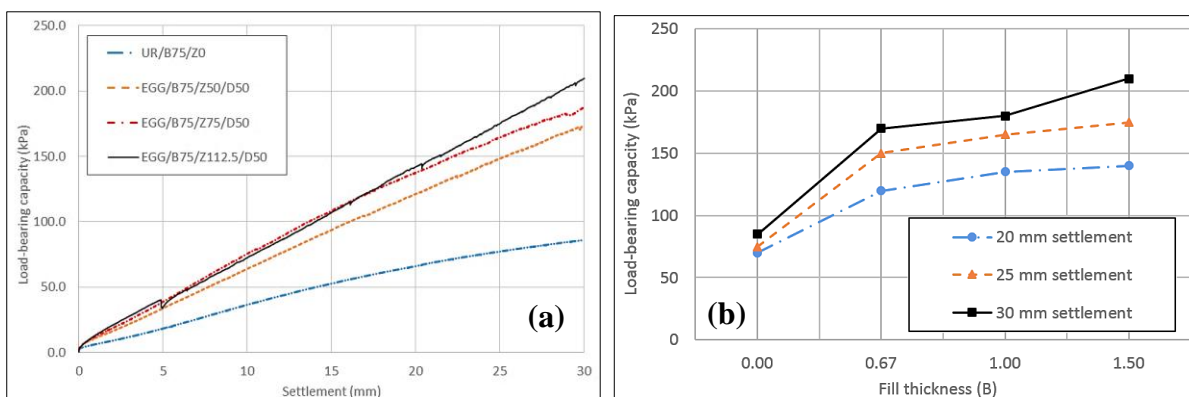 250.0
200.0
150.0
100.0
50.0
0.0
Load-bearing capacity (kPa)
UR/B75/Z0
EGG/B75/Z50/D50
EGG/B75/Z75/D50
EGG/B75/Z112.5/D50
(a)
0 5 10 15 20 25 30
Settlement (mm)
250
200
150
100
50
0
Load-bearing capacity (kPa)
20 mm settlement
25 mm settlement
30 mm settlement
(b)
0.00 0.67 1.00 1.50
Fill thickness (B)